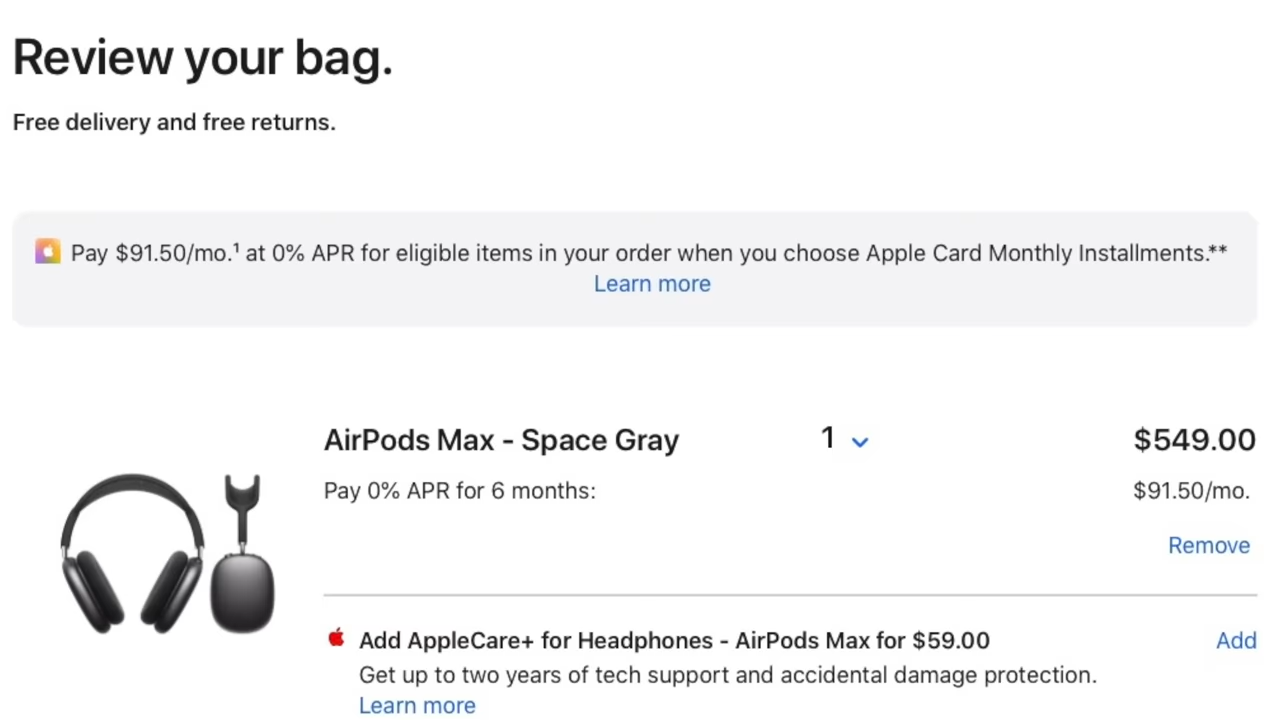 Review your bag.
Free delivery and free returns.
Pay $91.50/mo.¹ at 0% APR for eligible items in your order when you choose Apple Card Monthly Installments.**
Learn more
AirPods Max - Space Gray 1 $549.00
Pay 0% APR for 6 months: $91.50/mo.
Remove
Add AppleCare+ for Headphones - AirPods Max for $59.00 Add
Get up to two years of tech support and accidental damage protection.
Learn more